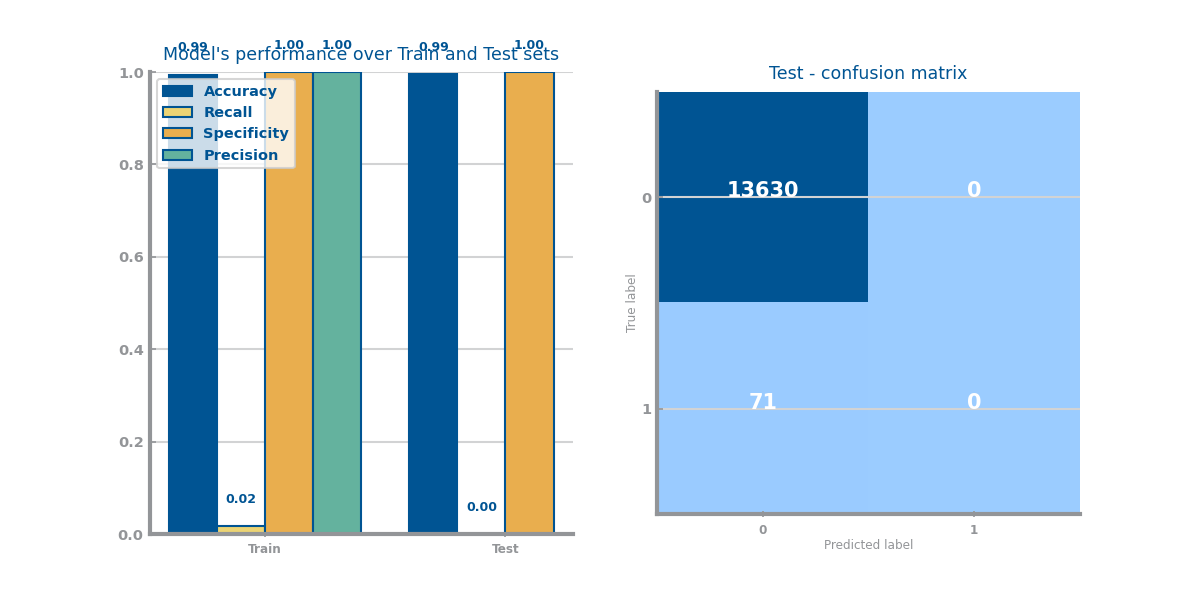 Model's performance over Train and Test sets
0.99
1.00
1.00
0.99
1.00
1.0
0.8
0.6
0.4
0.2
0.0
Accuracy
Recall
Specificity
Precision
0.02
0.00
Train
Test
Test - confusion matrix
True label
0
1
13630
0
71
0
0
1
Predicted label